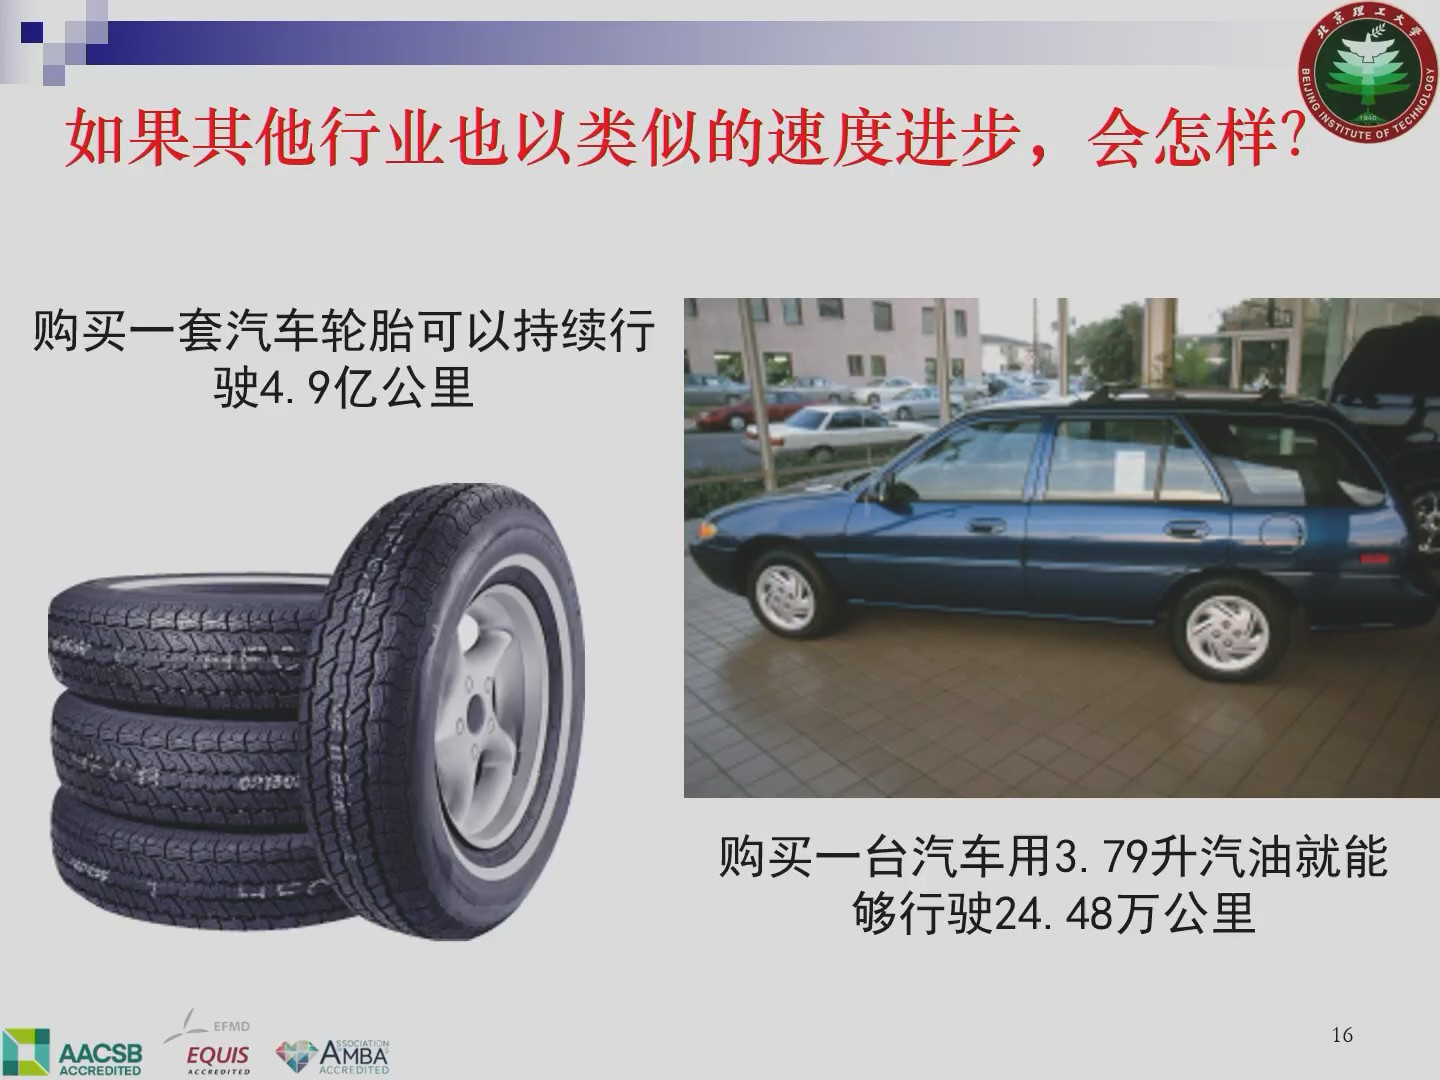 北京理工大学
BEIJING INSTITUTE OF TECHNOLOGY
1940
如果其他行业也以类似的速度进步，会怎样？
购买一套汽车轮胎可以持续行
驶4.9亿公里
购买一台汽车用3.79升汽油就能
够行驶24.48万公里
AACSB
ACCREDITED
EFMD
EQUIS
ACCREDITED
ASSOCIATION
AMBA
ACCREDITED
16